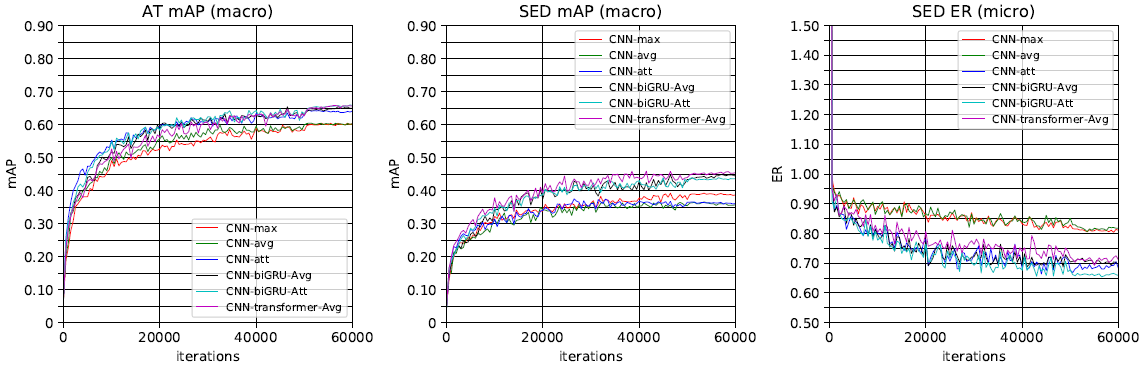 AT mAP (macro)
0.90
0.80
0.70
0.60
0.50
0.40
0.30
0.20
0.10
0
mAP
CNN-max
CNN-avg
CNN-att
CNN-biGRU-Avg
CNN-biGRU-Att
CNN-transformer-Avg
0
20000
40000
60000
iterations
SED mAP (macro)
0.90
0.80
0.70
0.60
0.50
0.40
0.30
0.20
0.10
0
mAP
CNN-max
CNN-avg
CNN-att
CNN-biGRU-Avg
CNN-biGRU-Att
CNN-transformer-Avg
0
20000
40000
60000
iterations
SED ER (micro)
1.50
1.40
1.30
1.20
1.10
1.00
0.90
0.80
0.70
0.60
0.50
ER
CNN-max
CNN-avg
CNN-att
CNN-biGRU-Avg
CNN-biGRU-Att
CNN-transformer-Avg
0
20000
40000
60000
iterations